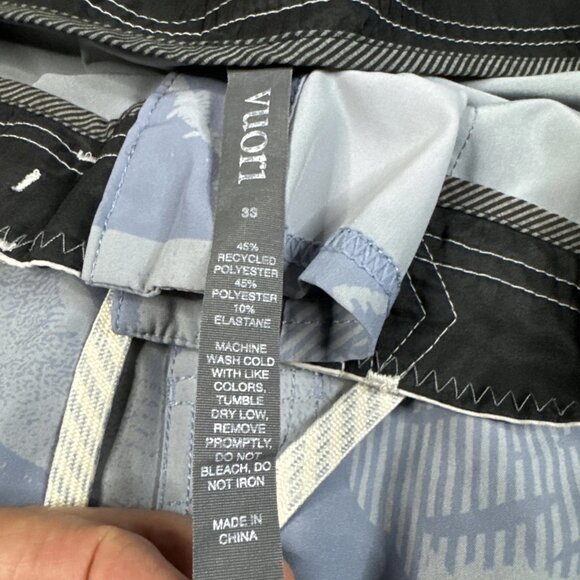 vuori
33
45%
RECYCLED
POLYESTER
45%
POLYESTER
10%
ELASTANE
MACHINE
WASH COLD
WITH LIKE
COLORS,
TUMBLE
DRY LOW,
REMOVE
PROMPTLY,
DO NOT
BLEACH, DO
NOT IRON
MADE IN
CHINA